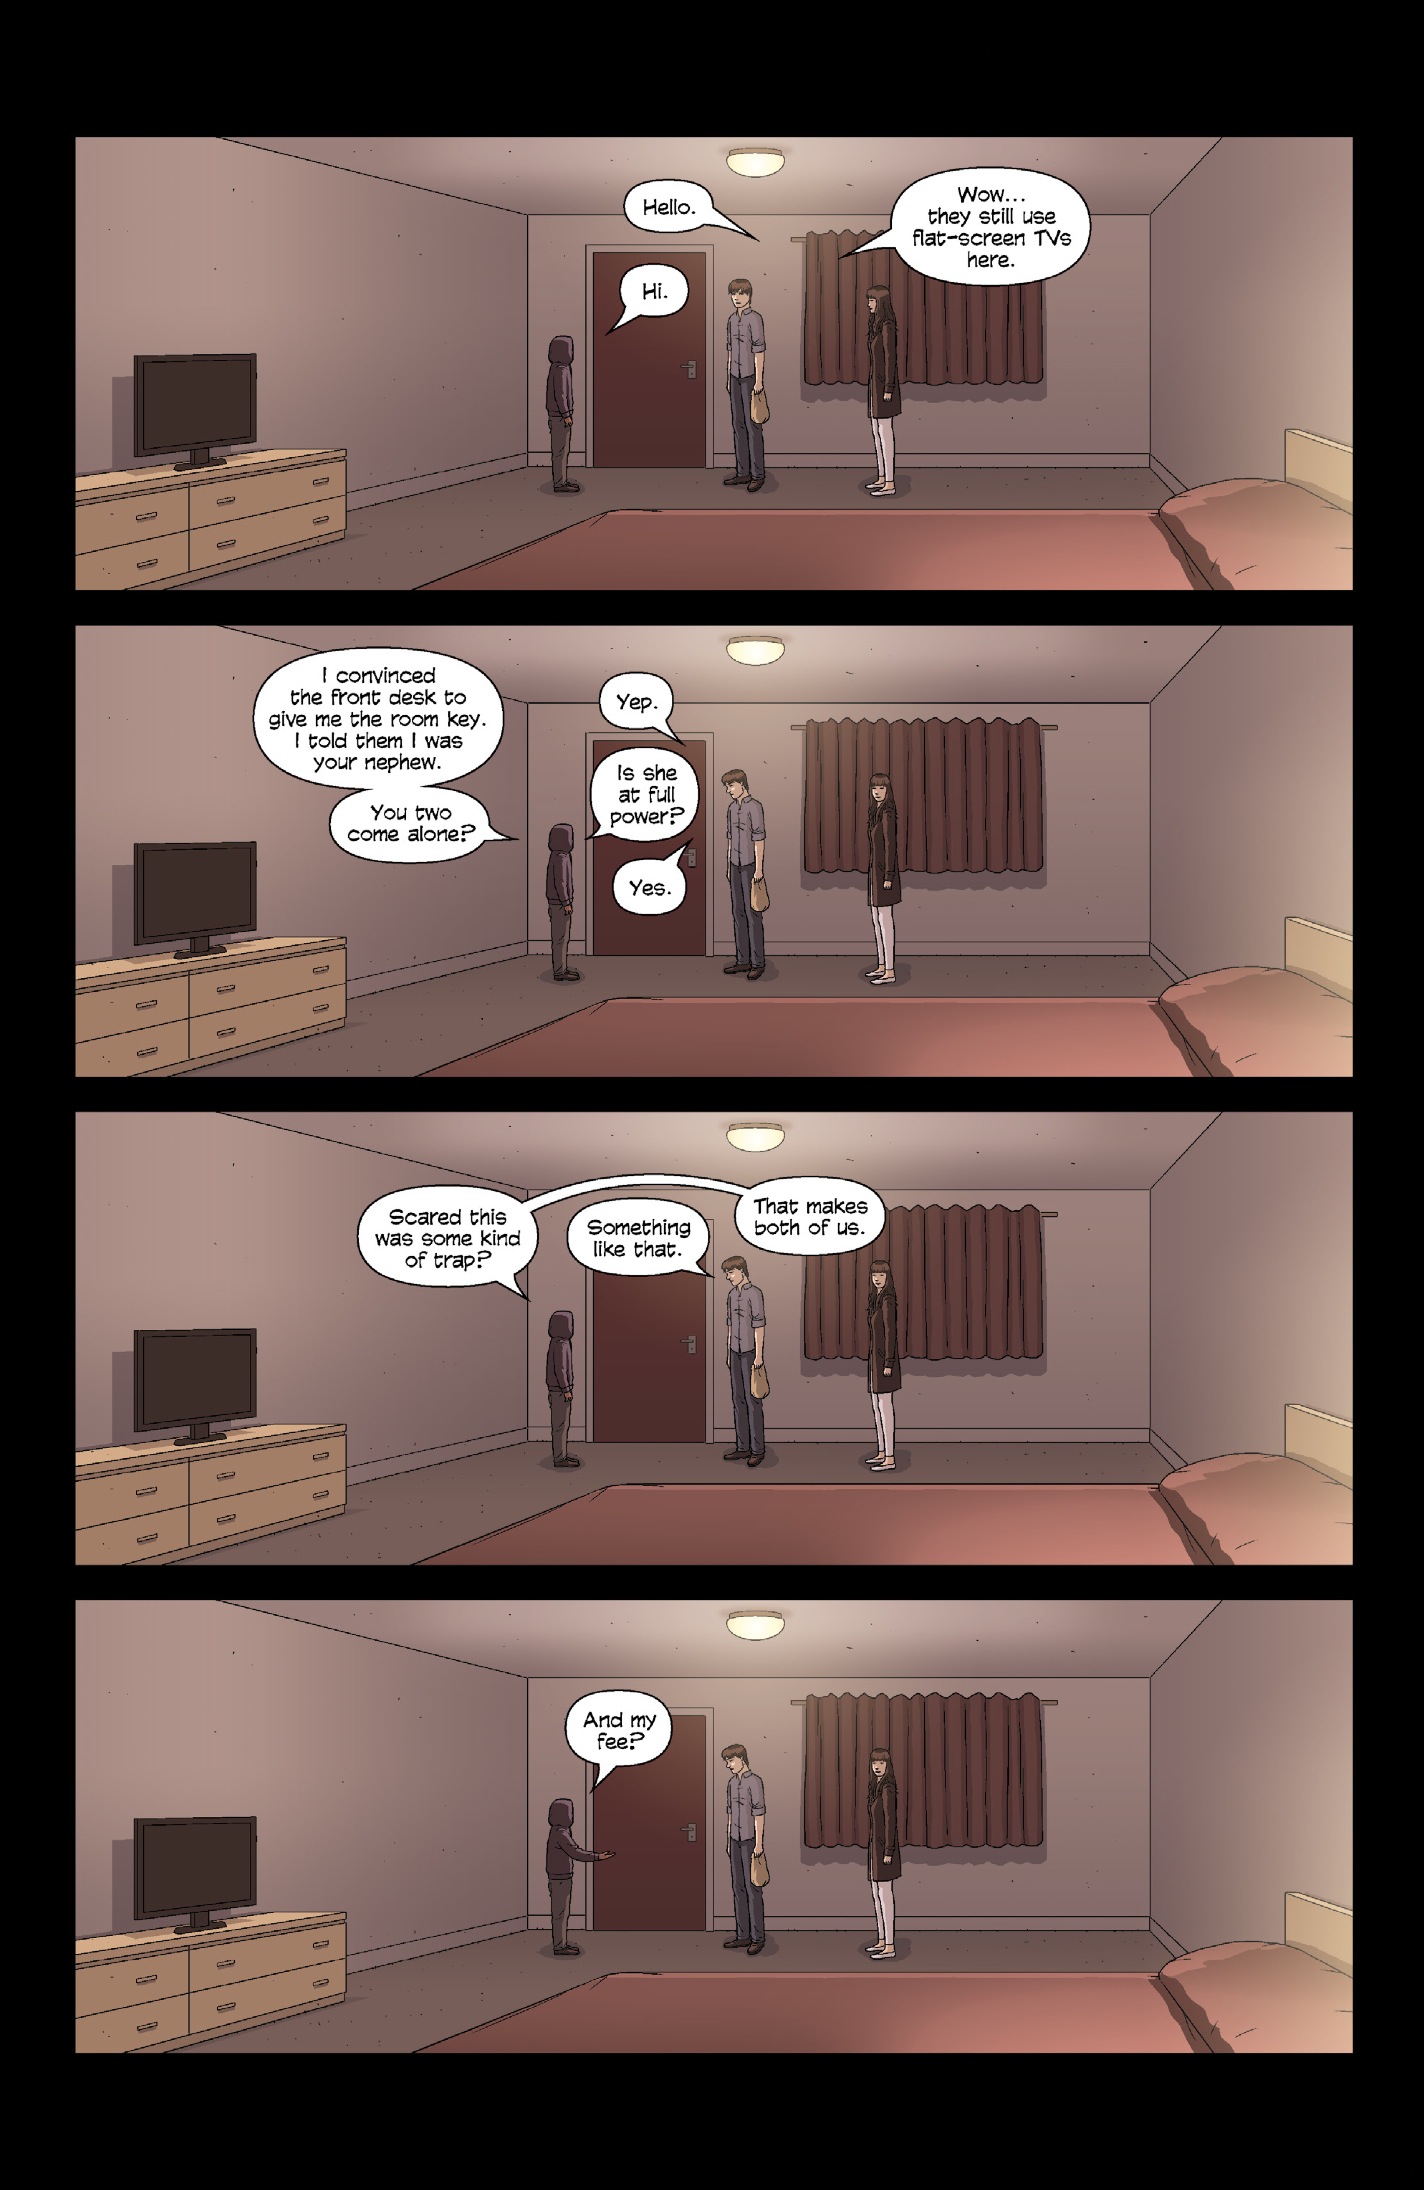 Hi.
Hello.
Wow...
they still use
flat-screen TVs
here.
I convinced
the front desk to
give me the room key.
I told them I was
your nephew.
You two
come alone?
Yep.
Is she
at full
power?
Yes.
Scared this
was some kind
of trap?
Something
like that.
That makes
both of us.
And my
fee?